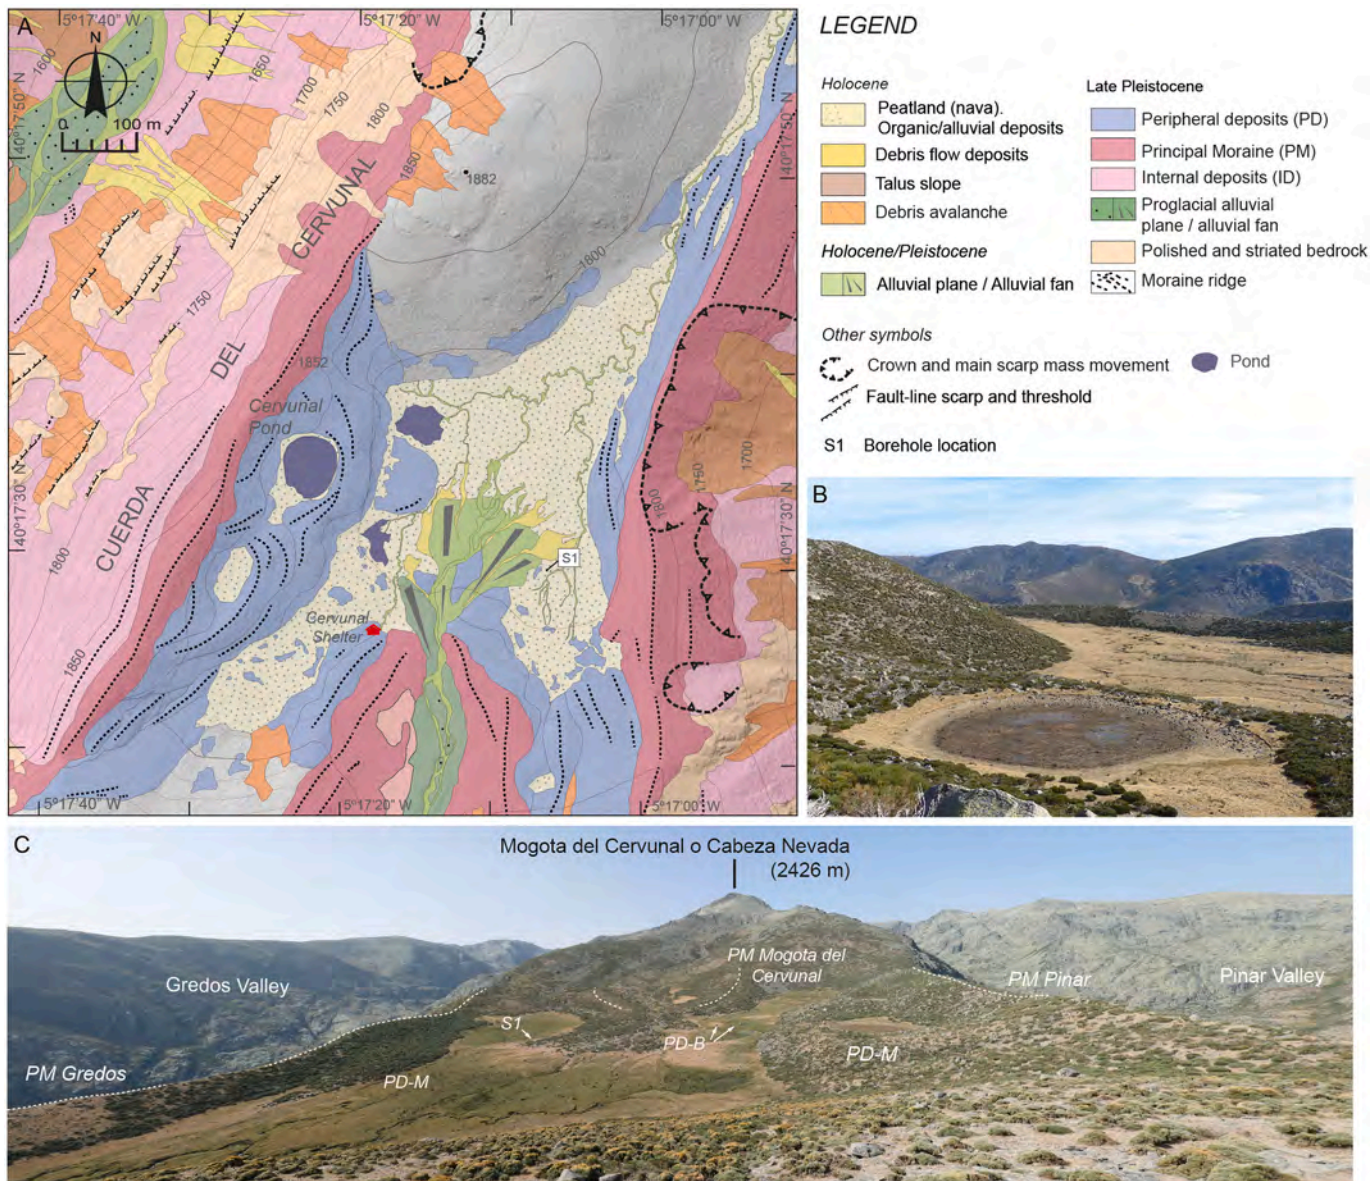 A
5°17'40" W
5°17'20" W
5°17'00" W
N
0 100 m
40°17'50" N
40°17'50" N
1600
1650
1700
1750
1800
1850
1882
1800
1750
1852
CUERDA DEL CERVUNAL
Cervunal
Pond
1700
1750
1800
40°17'30" N
40°17'30" N
S1
1800
Cervunal
Shelter
1850
5°17'40" W
5°17'20" W
5°17'00" W
LEGEND
Holocene
Peatland (nava).
Organic/alluvial deposits
Debris flow deposits
Talus slope
Debris avalanche
Holocene/Pleistocene
Alluvial plane / Alluvial fan
Late Pleistocene
Peripheral deposits (PD)
Principal Moraine (PM)
Internal deposits (ID)
Proglacial alluvial
plane / alluvial fan
Polished and striated bedrock
Moraine ridge
Other symbols
Crown and main scarp mass movement
Pond
Fault-line scarp and threshold
S1 Borehole location
B
C
Mogota del Cervunal o Cabeza Nevada
(2426 m)
PM Mogota del
Cervunal
Gredos Valley
PM Pinar
Pinar Valley
S1
PD-B
PD-M
PM Gredos
PD-M